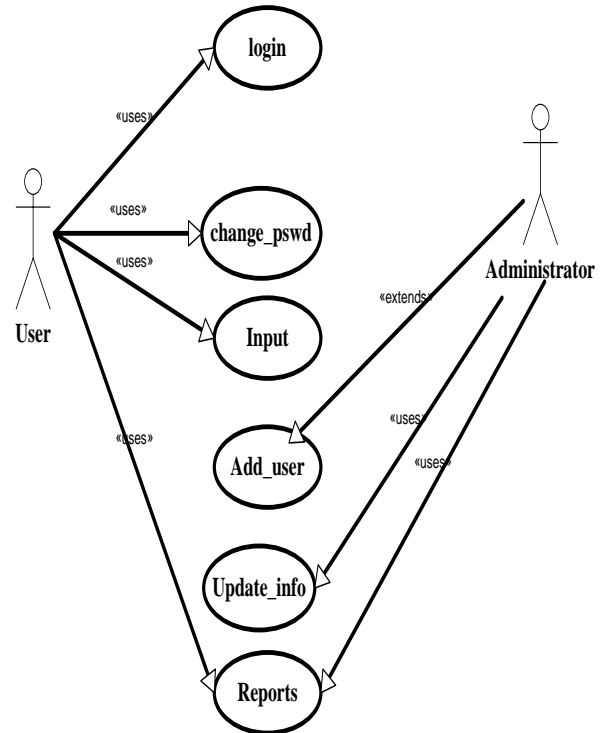 login
«uses»
«uses»
change_pswd
Administrator
«uses»
«extends»
User
Input
«uses»
«uses»
«uses»
Add_user
Update_info
Reports